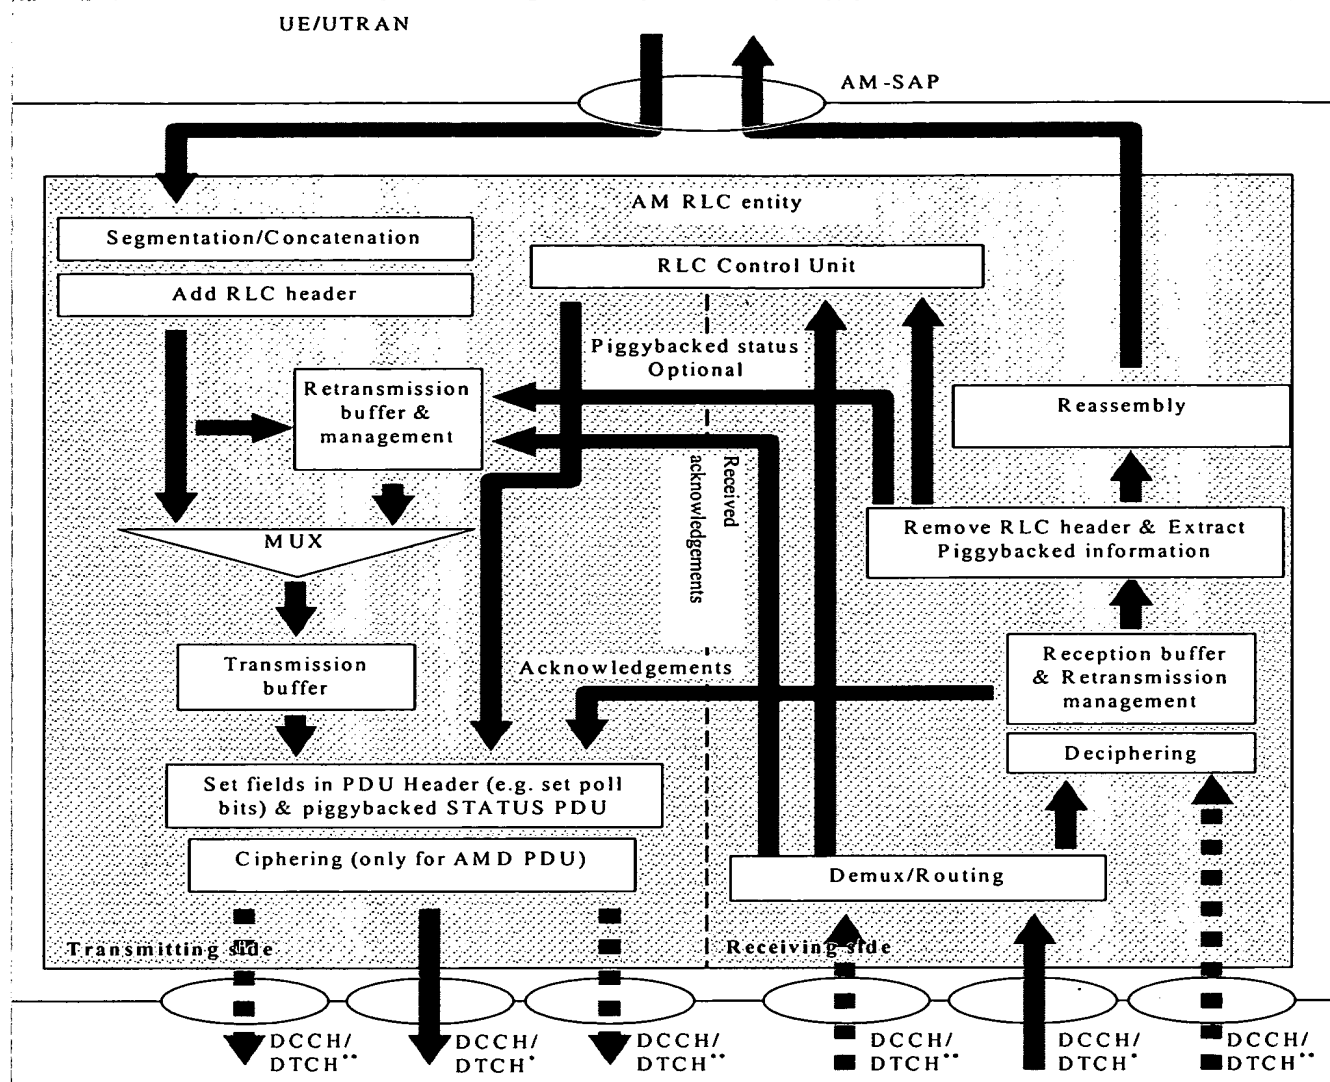 UE/UTRAN
AM-SAP
AM RLC entity
Segmentation/Concatenation
Add RLC header
RLC Control Unit
Piggybacked status
Optional
Retransmission
buffer &
management
Reassembly
Received
acknowledgements
Remove RLC header & Extract
Piggybacked information
MUX
Transmission
buffer
Acknowledgements
Reception buffer
& Retransmission
management
Deciphering
Set fields in PDU Header (e.g. set poll
bits) & piggybacked STATUS PDU
Ciphering (only for AMD PDU)
Demux/Routing
Transmitting side
Receiving side
DCCH/
DTCH**
DCCH/
DTCH*
DCCH/
DTCH**
DCCH/
DTCH**
DCCH/
DTCH*
DCCH/
DTCH**